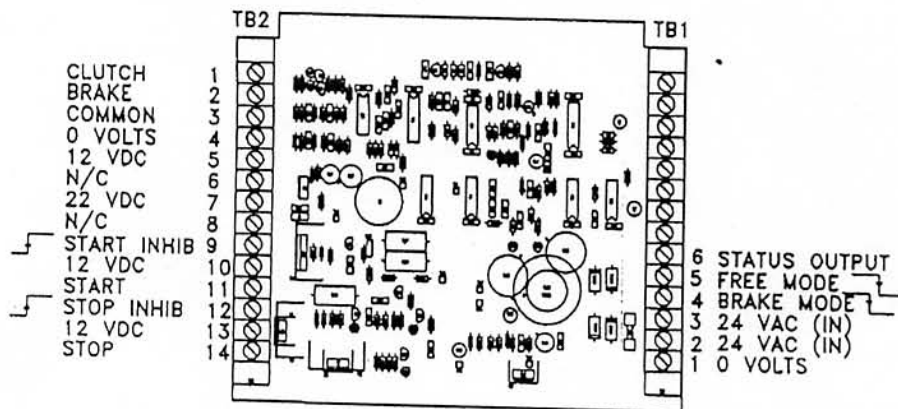 TB2
TB1
CLUTCH 1
BRAKE 2
COMMON 3
0 VOLTS 4
12 VDC 5
N/C 6
22 VDC 7
N/C 8
START INHIB 9
12 VDC 10
START 11
STOP INHIB 12
12 VDC 13
STOP 14
6 STATUS OUTPUT
5 FREE MODE
4 BRAKE MODE
3 24 VAC (IN)
2 24 VAC (IN)
1 0 VOLTS